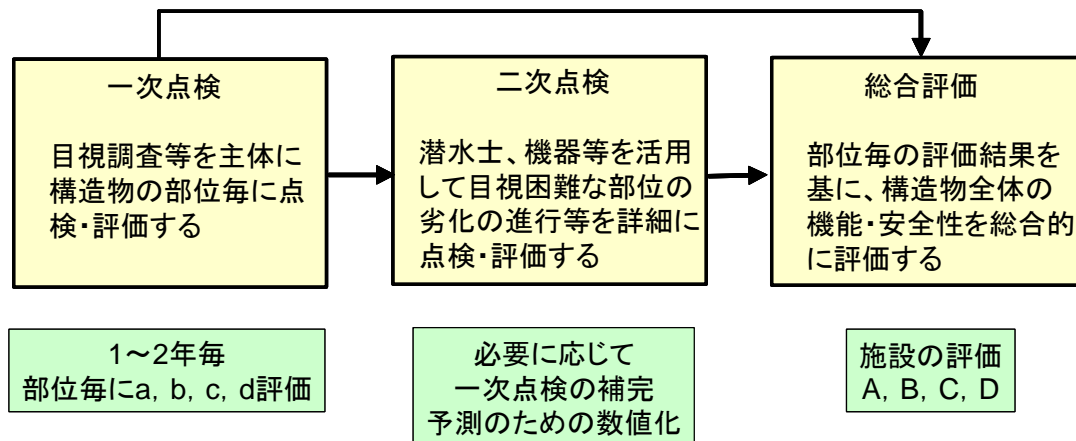 一次点検
目視調査等を主体に
構造物の部位毎に点
検・評価する
二次点検
潜水士、機器等を活用
して目視困難な部位の
劣化の進行等を詳細に
点検・評価する
総合評価
部位毎の評価結果を
基に、構造物全体の
機能・安全性を総合的
に評価する
1～2年毎
部位毎にa, b, c, d評価
必要に応じて
一次点検の補完
予測のための数値化
施設の評価
A, B, C, D